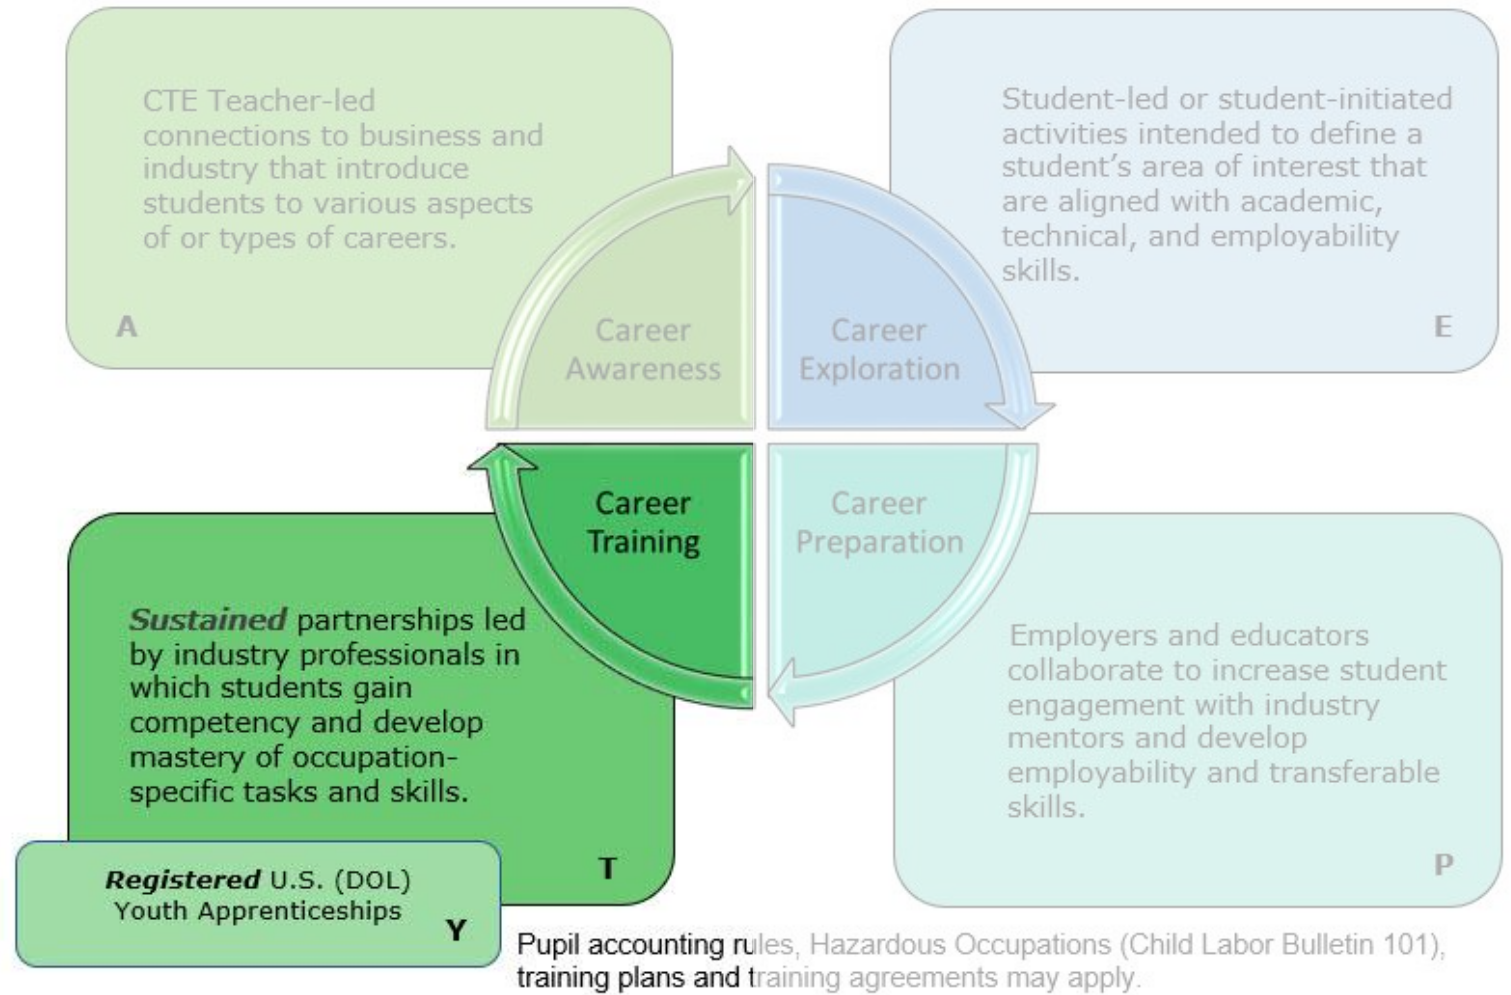 CTE Teacher-led
connections to business and
industry that introduce
students to various aspects
of or types of careers.
A
Student-led or student-initiated
activities intended to define a
student's area of interest that
are aligned with academic,
technical, and employability
skills.
E
Career
Awareness
Career
Exploration
Career
Training
Career
Preparation
Sustained partnerships led
by industry professionals in
which students gain
competency and develop
mastery of occupation-
specific tasks and skills.
T
Employers and educators
collaborate to increase student
engagement with industry
mentors and develop
employability and transferable
skills.
P
Registered U.S. (DOL)
Youth Apprenticeships
Y
Pupil accounting rules, Hazardous Occupations (Child Labor Bulletin 101),
training plans and training agreements may apply.